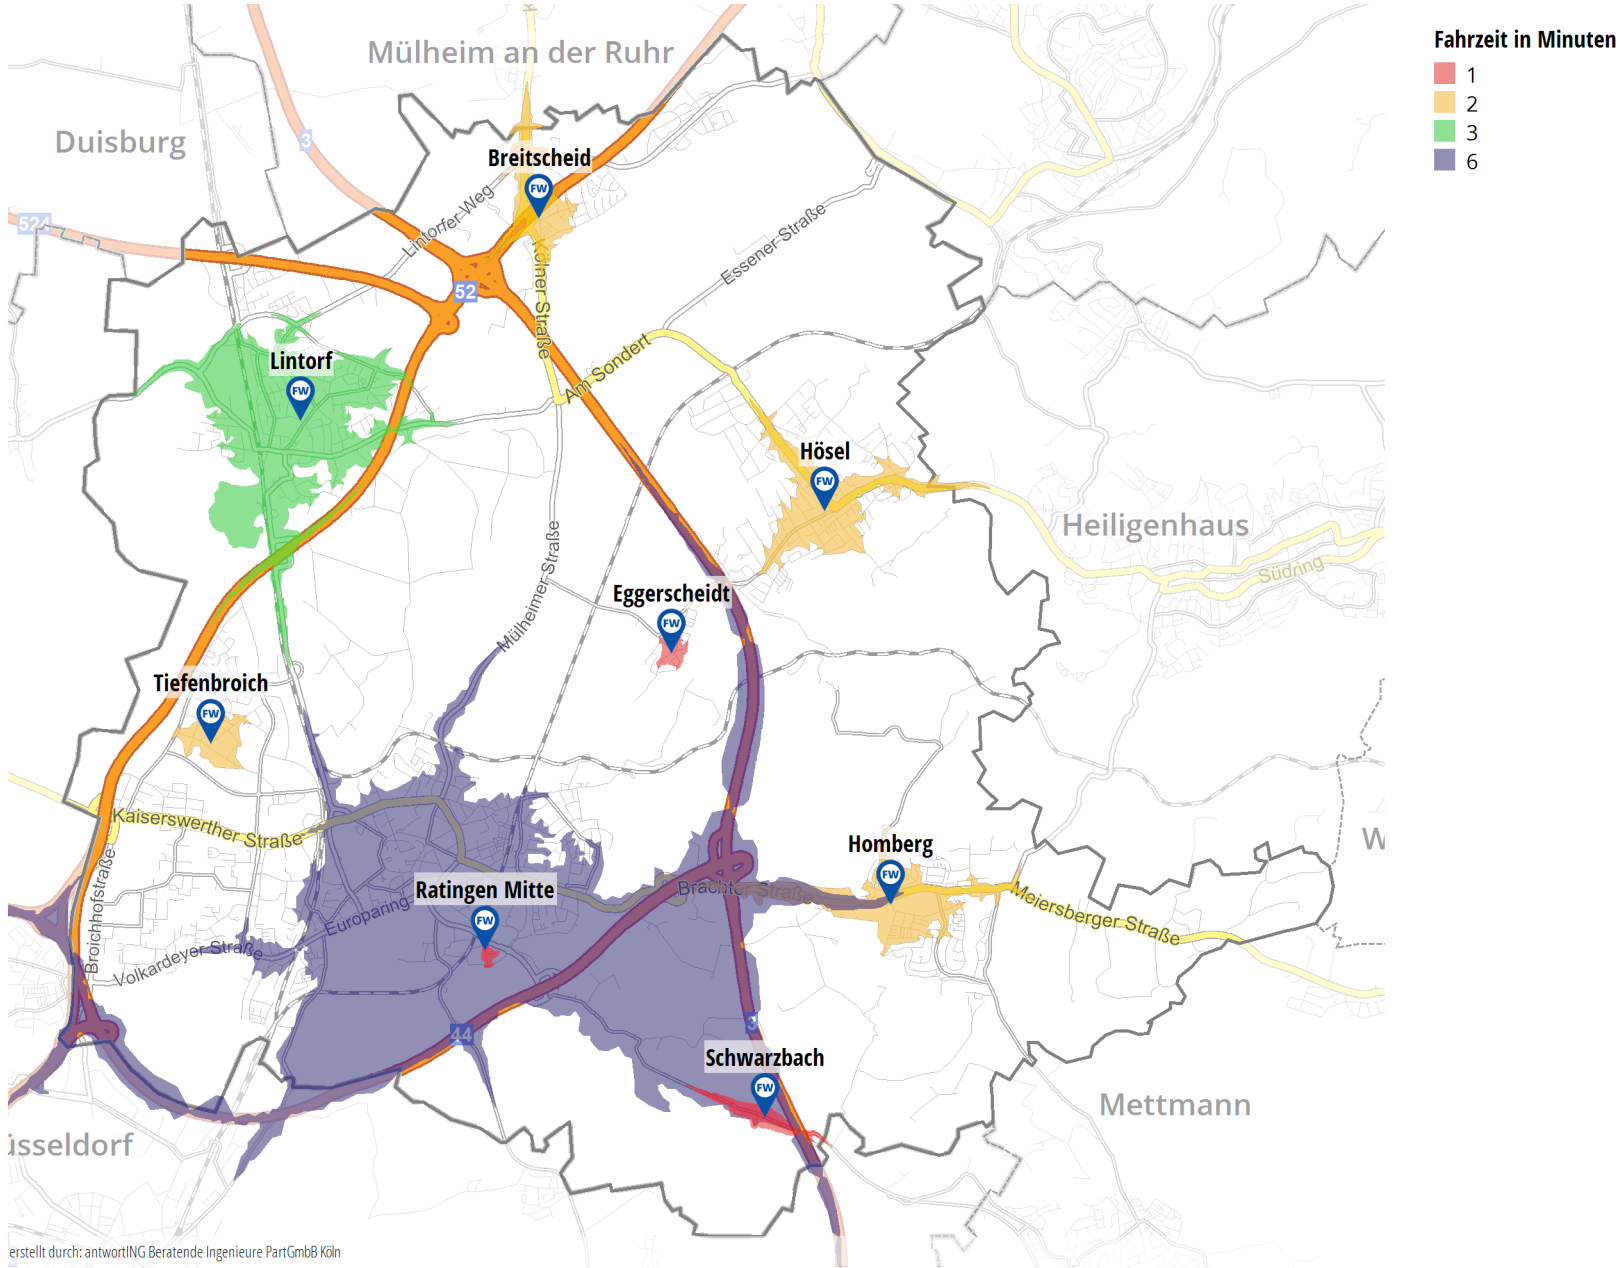 Fahrzeit in Minuten
1
2
3
6
Mülheim an der Ruhr
Duisburg
3
Breitscheid
FW
Lintorfer Weg
524
Essener Straße
Kölner Straße
52
Am Sondert
Lintorf
FW
Hösel
FW
Heiligenhaus
Südring
Mülheimer Straße
Eggerscheidt
FW
Tiefenbroich
FW
Kaiserswerther Straße
W
Homberg
FW
Ratingen Mitte
FW
Brachter Straße
Meiersberger Straße
Europaring
Broichhofstraße
Volkardeyer Straße
44
3
Schwarzbach
FW
Mettmann
üsseldorf
erstellt durch: antwortING Beratende Ingenieure PartGmbB Köln